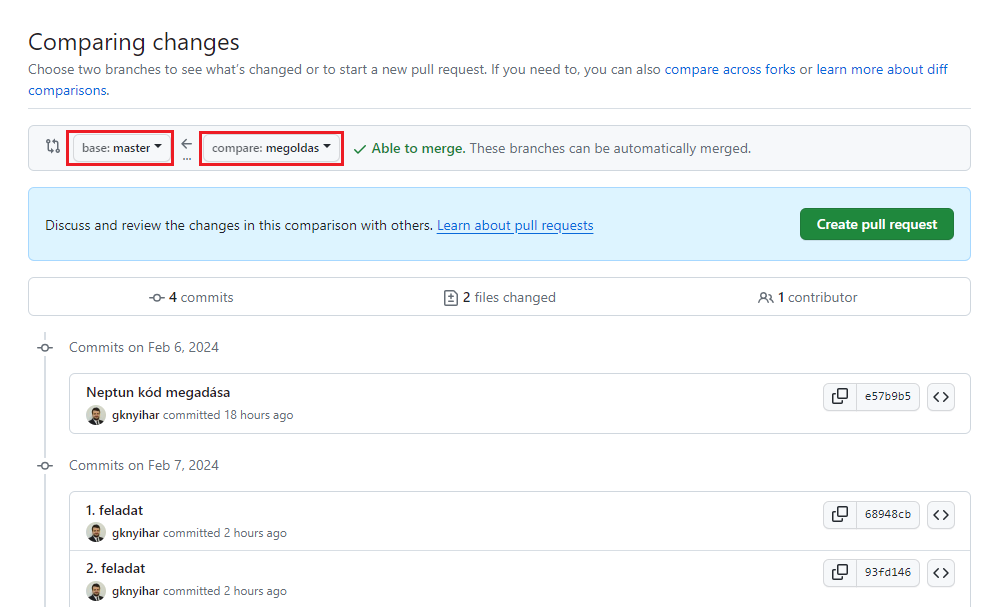 Comparing changes
Choose two branches to see what's changed or to start a new pull request. If you need to, you can also compare across forks or learn more about diff
comparisons.
base: master ← compare: megoldas ✓ Able to merge. These branches can be automatically merged.
...
Discuss and review the changes in this comparison with others. Learn about pull requests Create pull request
4 commits 2 files changed 1 contributor
Commits on Feb 6, 2024
Neptun kód megadása
e57b9b5
gknyihar committed 18 hours ago
Commits on Feb 7, 2024
1. feladat
68948cb
gknyihar committed 2 hours ago
2. feladat
93fd146
gknyihar committed 2 hours ago